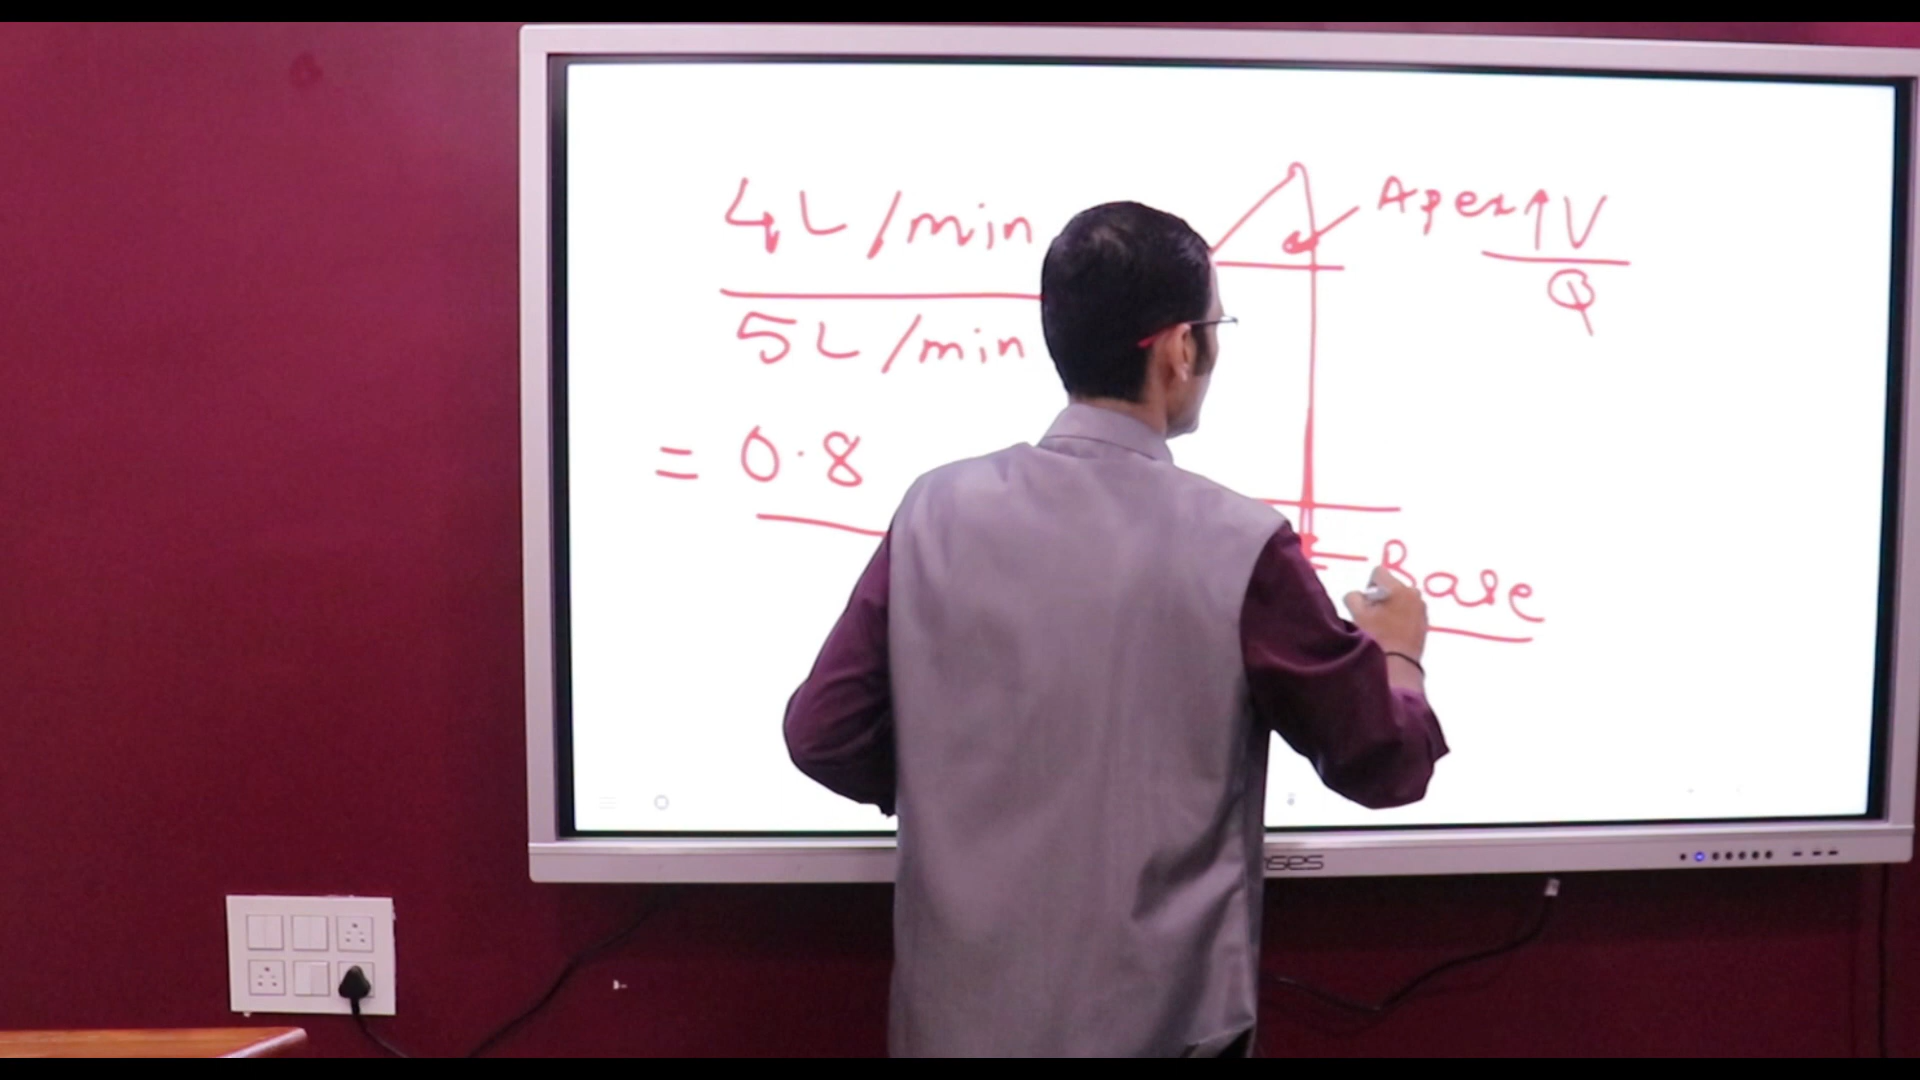 4L/min
5L/min
= 0.8
Apex↑ V
Q
Base